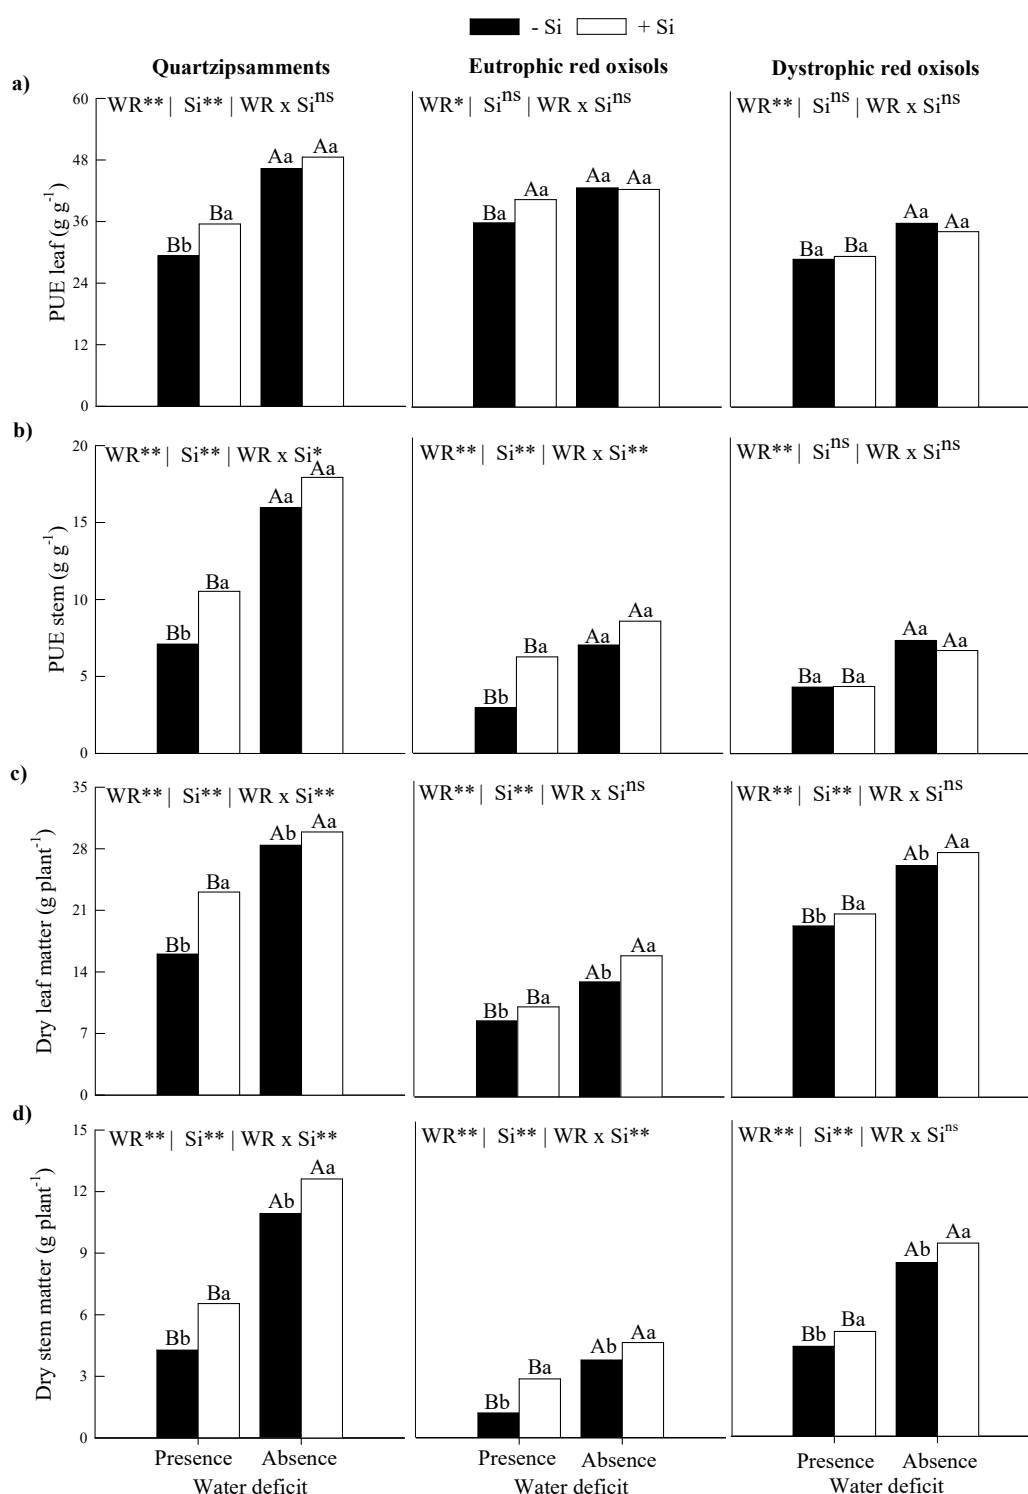 - Si + Si
Quartzipsamments Eutrophic red oxisols Dystrophic red oxisols
a)
WR** | Si** | WR x Si^ns WR* | Si^ns | WR x Si^ns WR** | Si^ns | WR x Si^ns
PUE leaf (g g^-1)
60
48
36
24
12
0
Bb Ba Aa Aa
Ba Aa Aa Aa
Ba Ba Aa Aa
b)
WR** | Si** | WR x Si* WR** | Si** | WR x Si** WR** | Si^ns | WR x Si^ns
PUE stem (g g^-1)
20
15
10
5
0
Bb Ba Aa Aa
Bb Ba Aa Aa
Ba Ba Aa Aa
c)
WR** | Si** | WR x Si** WR** | Si** | WR x Si^ns WR** | Si** | WR x Si^ns
Dry leaf matter (g plant^-1)
35
28
21
14
7
0
Bb Ba Ab Aa
Bb Ba Ab Aa
Bb Ba Ab Aa
d)
WR** | Si** | WR x Si** WR** | Si** | WR x Si** WR** | Si** | WR x Si^ns
Dry stem matter (g plant^-1)
15
12
9
6
3
0
Bb Ba Ab Aa
Bb Ba Ab Aa
Bb Ba Ab Aa
Presence Absence Presence Absence Presence Absence
Water deficit Water deficit Water deficit